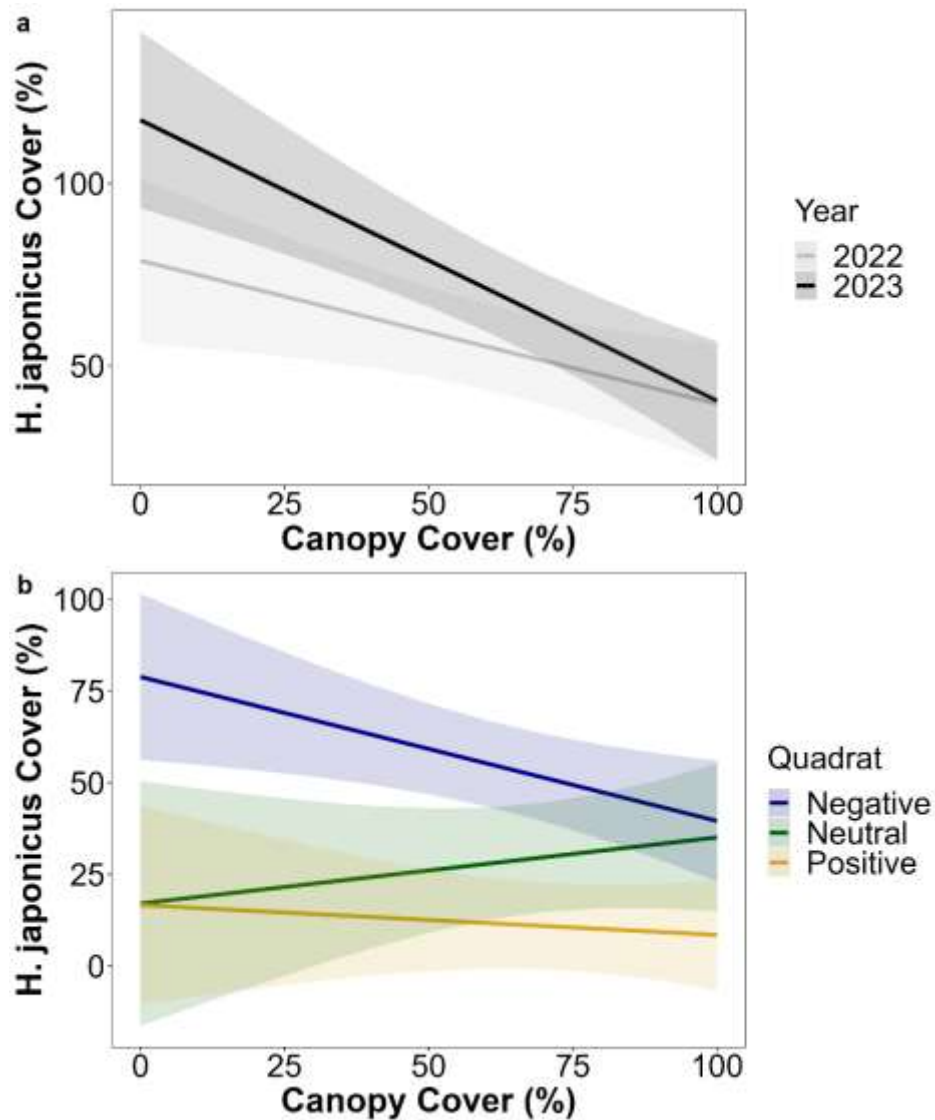 a
H. japonicus Cover (%)
100
50
0 25 50 75 100
Canopy Cover (%)
Year
2022
2023
b
H. japonicus Cover (%)
100
75
50
25
0
0 25 50 75 100
Canopy Cover (%)
Quadrat
Negative
Neutral
Positive